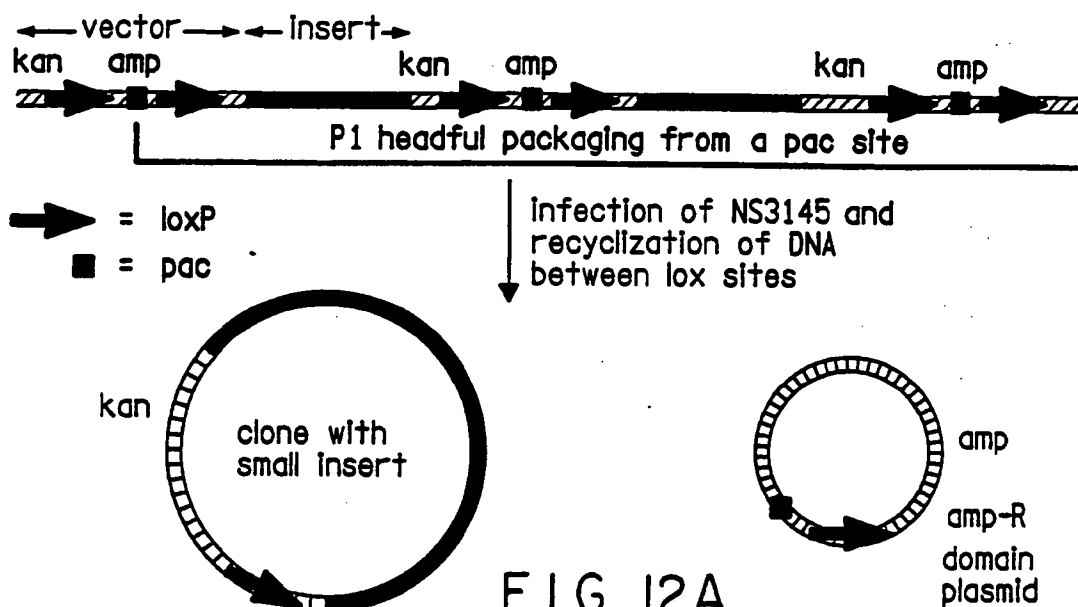 vector insert
kan amp kan amp kan amp
P1 headful packaging from a pac site
= loxP
= pac
infection of NS3145 and
recyclization of DNA
between lox sites
kan
clone with
small insert
amp
amp-R
domain
plasmid
FIG. 12A